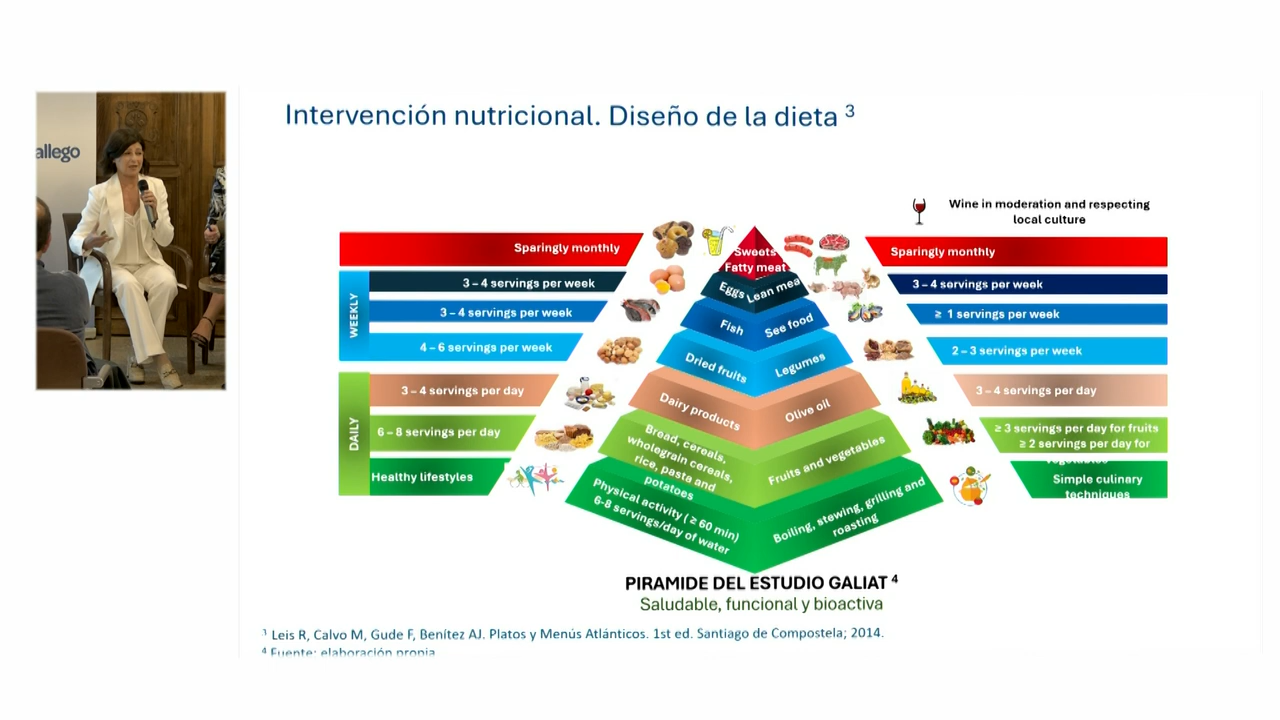 allego
Intervención nutricional. Diseño de la dieta ³
Wine in moderation and respecting
local culture
Sparingly monthly
Sweets
Fatty meat
Sparingly monthly
WEEKLY
3 – 4 servings per week
Eggs
Lean mea
3 – 4 servings per week
3 – 4 servings per week
Fish
See food
≥ 1 servings per week
4 – 6 servings per week
Dried fruits
Legumes
2 – 3 servings per week
DAILY
3 – 4 servings per day
Dairy products
Olive oil
3 – 4 servings per day
6 – 8 servings per day
Bread, cereals,
wholegrain cereals,
rice, pasta and
potatoes
Fruits and vegetables
≥ 3 servings per day for fruits
≥ 2 servings per day for
vegetables
Healthy lifestyles
Physical activity ( ≥ 60 min)
6-8 servings/day of water
Boiling, stewing, grilling and
roasting
Simple culinary
techniques
PIRAMIDE DEL ESTUDIO GALIAT ⁴
Saludable, funcional y bioactiva
³ Leis R, Calvo M, Gude F, Benítez AJ. Platos y Menús Atlánticos. 1st ed. Santiago de Compostela; 2014.
⁴ Fuente: elaboración propia